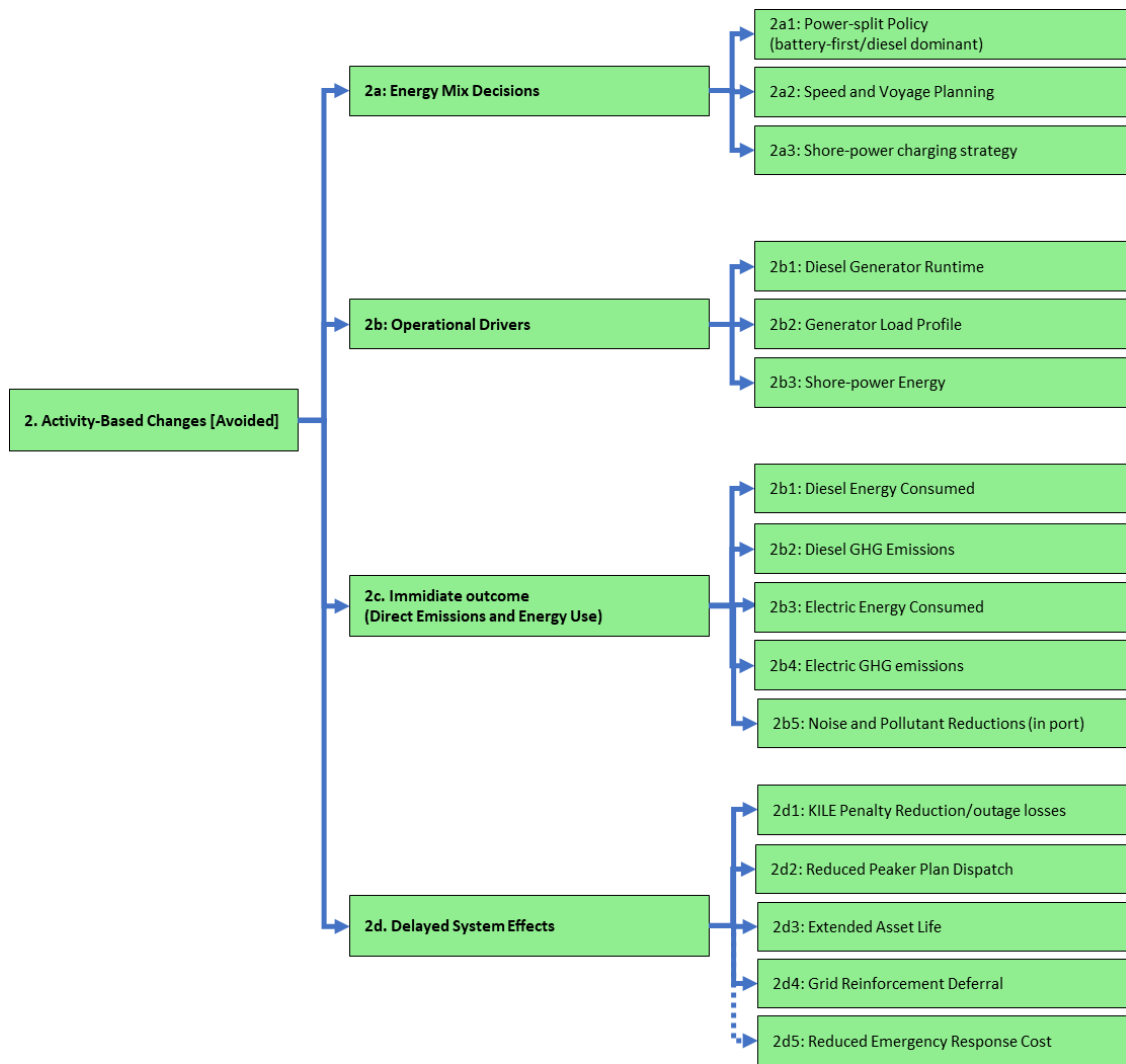 2. Activity-Based Changes [Avoided]
2a: Energy Mix Decisions
2a1: Power-split Policy
(battery-first/diesel dominant)
2a2: Speed and Voyage Planning
2a3: Shore-power charging strategy
2b: Operational Drivers
2b1: Diesel Generator Runtime
2b2: Generator Load Profile
2b3: Shore-power Energy
2c. Immidiate outcome
(Direct Emissions and Energy Use)
2b1: Diesel Energy Consumed
2b2: Diesel GHG Emissions
2b3: Electric Energy Consumed
2b4: Electric GHG emissions
2b5: Noise and Pollutant Reductions (in port)
2d. Delayed System Effects
2d1: KILE Penalty Reduction/outage losses
2d2: Reduced Peaker Plan Dispatch
2d3: Extended Asset Life
2d4: Grid Reinforcement Deferral
2d5: Reduced Emergency Response Cost